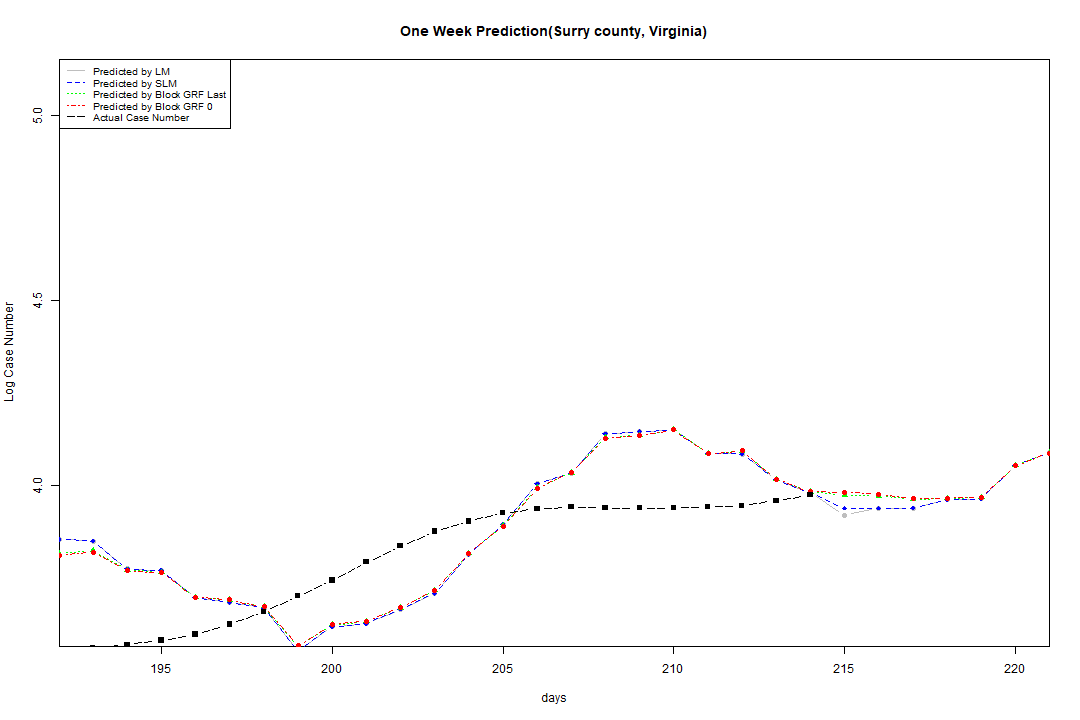 One Week Prediction(Surry county, Virginia)
Predicted by LM
Predicted by SLM
Predicted by Block GRF Last
Predicted by Block GRF 0
Actual Case Number
5.0
4.5
4.0
Log Case Number
195 200 205 210 215 220
days